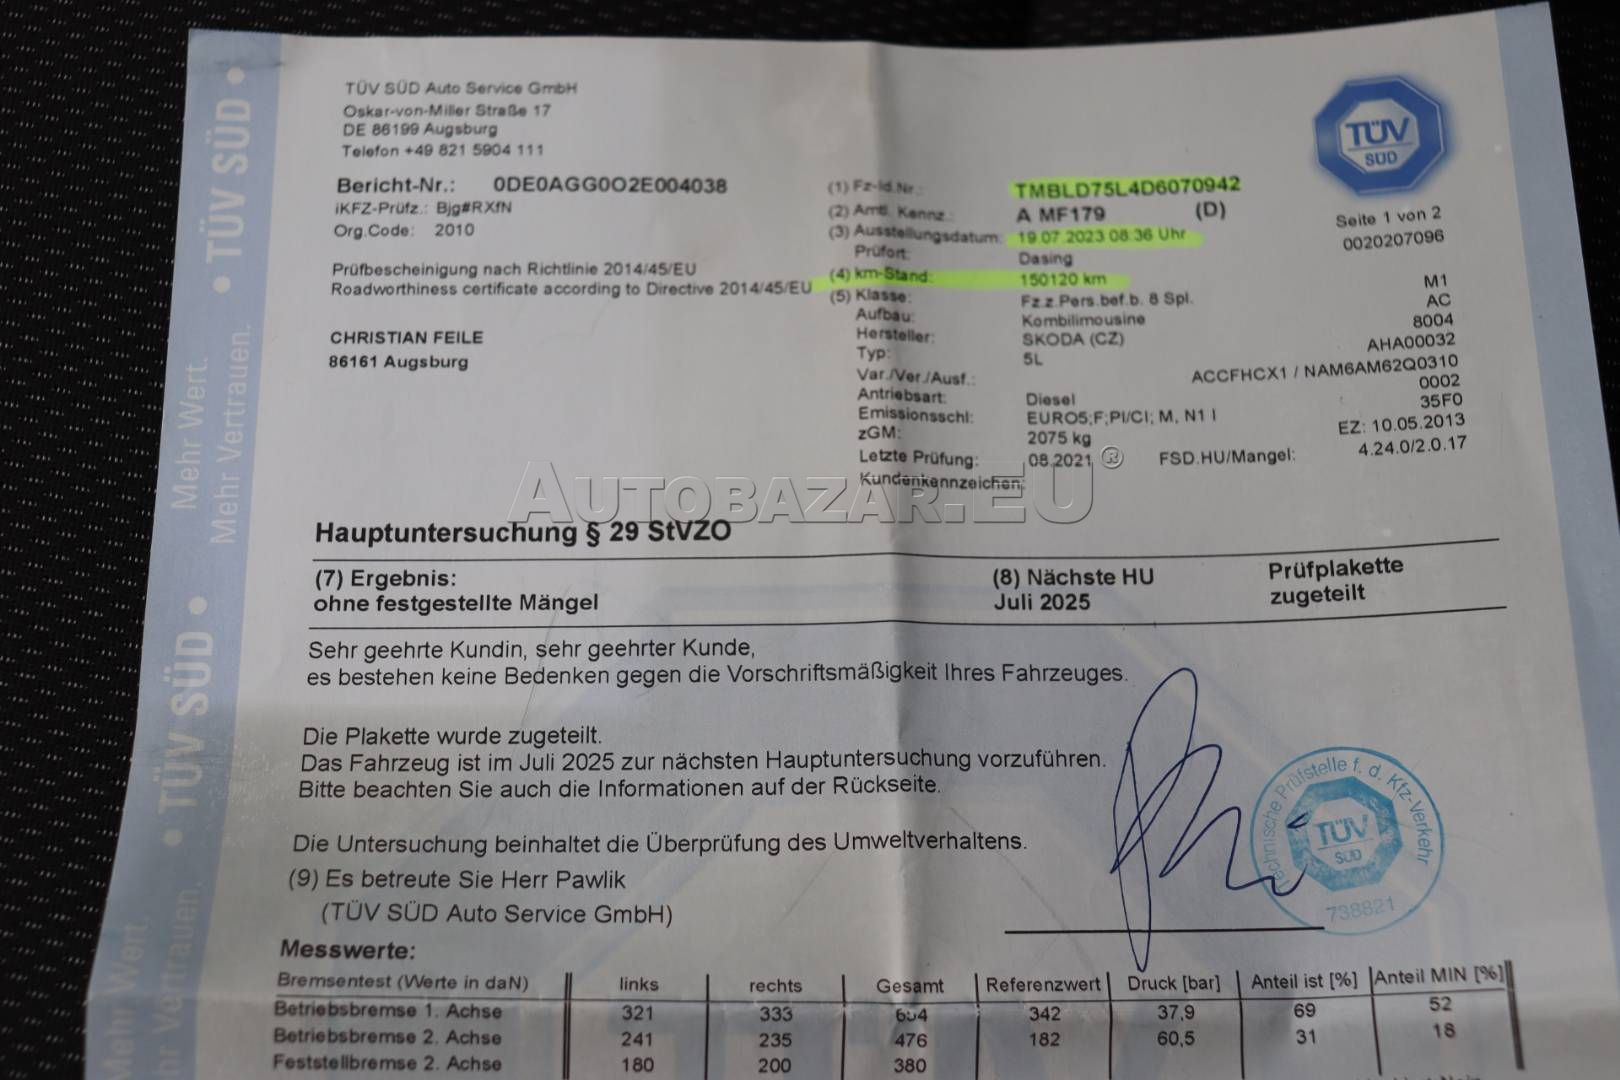 TÜV SÜD Auto Service GmbH
Oskar-von-Miller Straße 17
DE 86199 Augsburg
Telefon +49 821 5904 111
Bericht-Nr.: 0DE0AGG0O2E004038
iKFZ-Prüfz.: Bjg#RXfN
Org.Code: 2010
Prüfbescheinigung nach Richtlinie 2014/45/EU
Roadworthiness certificate according to Directive 2014/45/EU
CHRISTIAN FEILE
86161 Augsburg
TÜV
SÜD
Seite 1 von 2
0020207096
(1) Fz-Id.Nr.: TMBLD75L4D6070942
(2) Amtl. Kennz.: A MF179 (D)
(3) Ausstellungsdatum: 19.07.2023 08:36 Uhr
Prüfort: Dasing
(4) km-Stand: 150120 km
(5) Klasse: Fz.z.Pers.bef.b. 8 Spl. M1
Aufbau: Kombilimousine AC
Hersteller: SKODA (CZ) 8004
Typ: 5L AHA00032
Var./Ver./Ausf.: ACCFHCX1 / NAM6AM62Q0310
Antriebsart: Diesel 0002
Emissionsschl: EURO5;F;PI/CI; M, N1 I 35F0
zGM: 2075 kg EZ: 10.05.2013
Letzte Prüfung: 08.2021 FSD.HU/Mangel: 4.24.0/2.0.17
Kundenkennzeichen:
AUTOBAZAR.EU®
Hauptuntersuchung § 29 StVZO
(7) Ergebnis: (8) Nächste HU Prüfplakette
ohne festgestellte Mängel Juli 2025 zugeteilt
Sehr geehrte Kundin, sehr geehrter Kunde,
es bestehen keine Bedenken gegen die Vorschriftsmäßigkeit Ihres Fahrzeuges.
Die Plakette wurde zugeteilt.
Das Fahrzeug ist im Juli 2025 zur nächsten Hauptuntersuchung vorzuführen.
Bitte beachten Sie auch die Informationen auf der Rückseite.
Die Untersuchung beinhaltet die Überprüfung des Umweltverhaltens.
(9) Es betreute Sie Herr Pawlik
(TÜV SÜD Auto Service GmbH)
Technische Prüfstelle f. d. Kfz-Verkehr
TÜV
SÜD
738821
Messwerte:
Bremsentest (Werte in daN) links rechts Gesamt Referenzwert Druck [bar] Anteil ist [%] Anteil MIN [%]
Betriebsbremse 1. Achse 321 333 654 342 37,9 69 52
Betriebsbremse 2. Achse 241 235 476 182 60,5 31 18
Feststellbremse 2. Achse 180 200 380
• TÜV SÜD •
Mehr Wert.
Mehr Vertrauen.
• TÜV SÜD •
Mehr Wert.
Mehr Vertrauen.